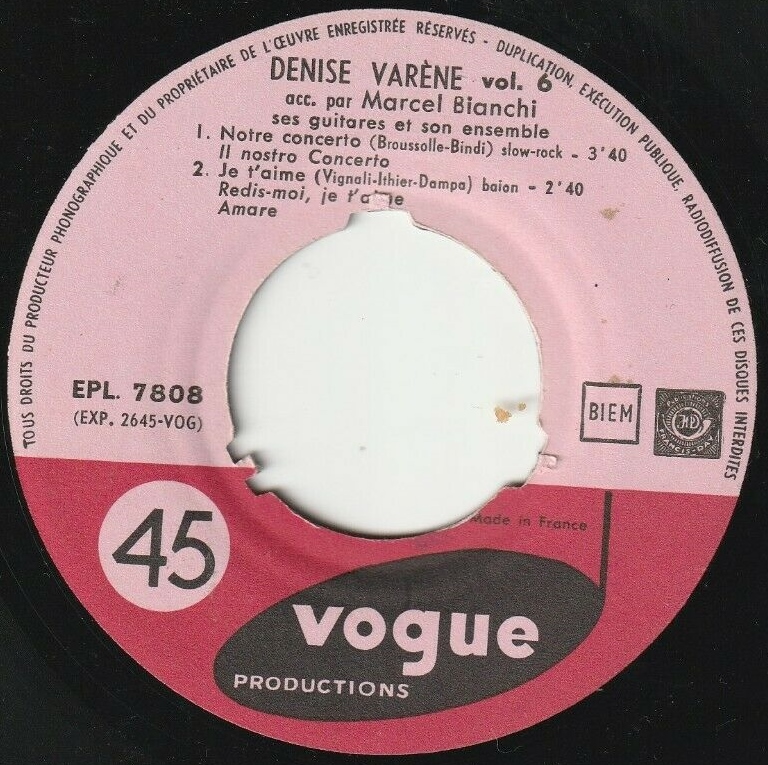 TOUS DROITS DU PRODUCTEUR PHONOGRAPHIQUE ET DU PROPRIÉTAIRE DE L'ŒUVRE ENREGISTRÉE RÉSERVÉS - DUPLICATION, EXÉCUTION PUBLIQUE, RADIODIFFUSION DE CES DISQUES INTERDITES
DENISE VARÈNE vol. 6
acc. par Marcel Bianchi
ses guitares et son ensemble
1. Notre concerto (Broussolle-Bindi) slow-rock - 3'40
Il nostro Concerto
2. Je t'aime (Vignali-Ithier-Dampa) baion - 2'40
Redis-moi, je t'aime
Amare
EPL. 7808
(EXP. 2645-VOG)
BIEM
FRANCIS-DAY
45
Made in France
vogue
PRODUCTIONS